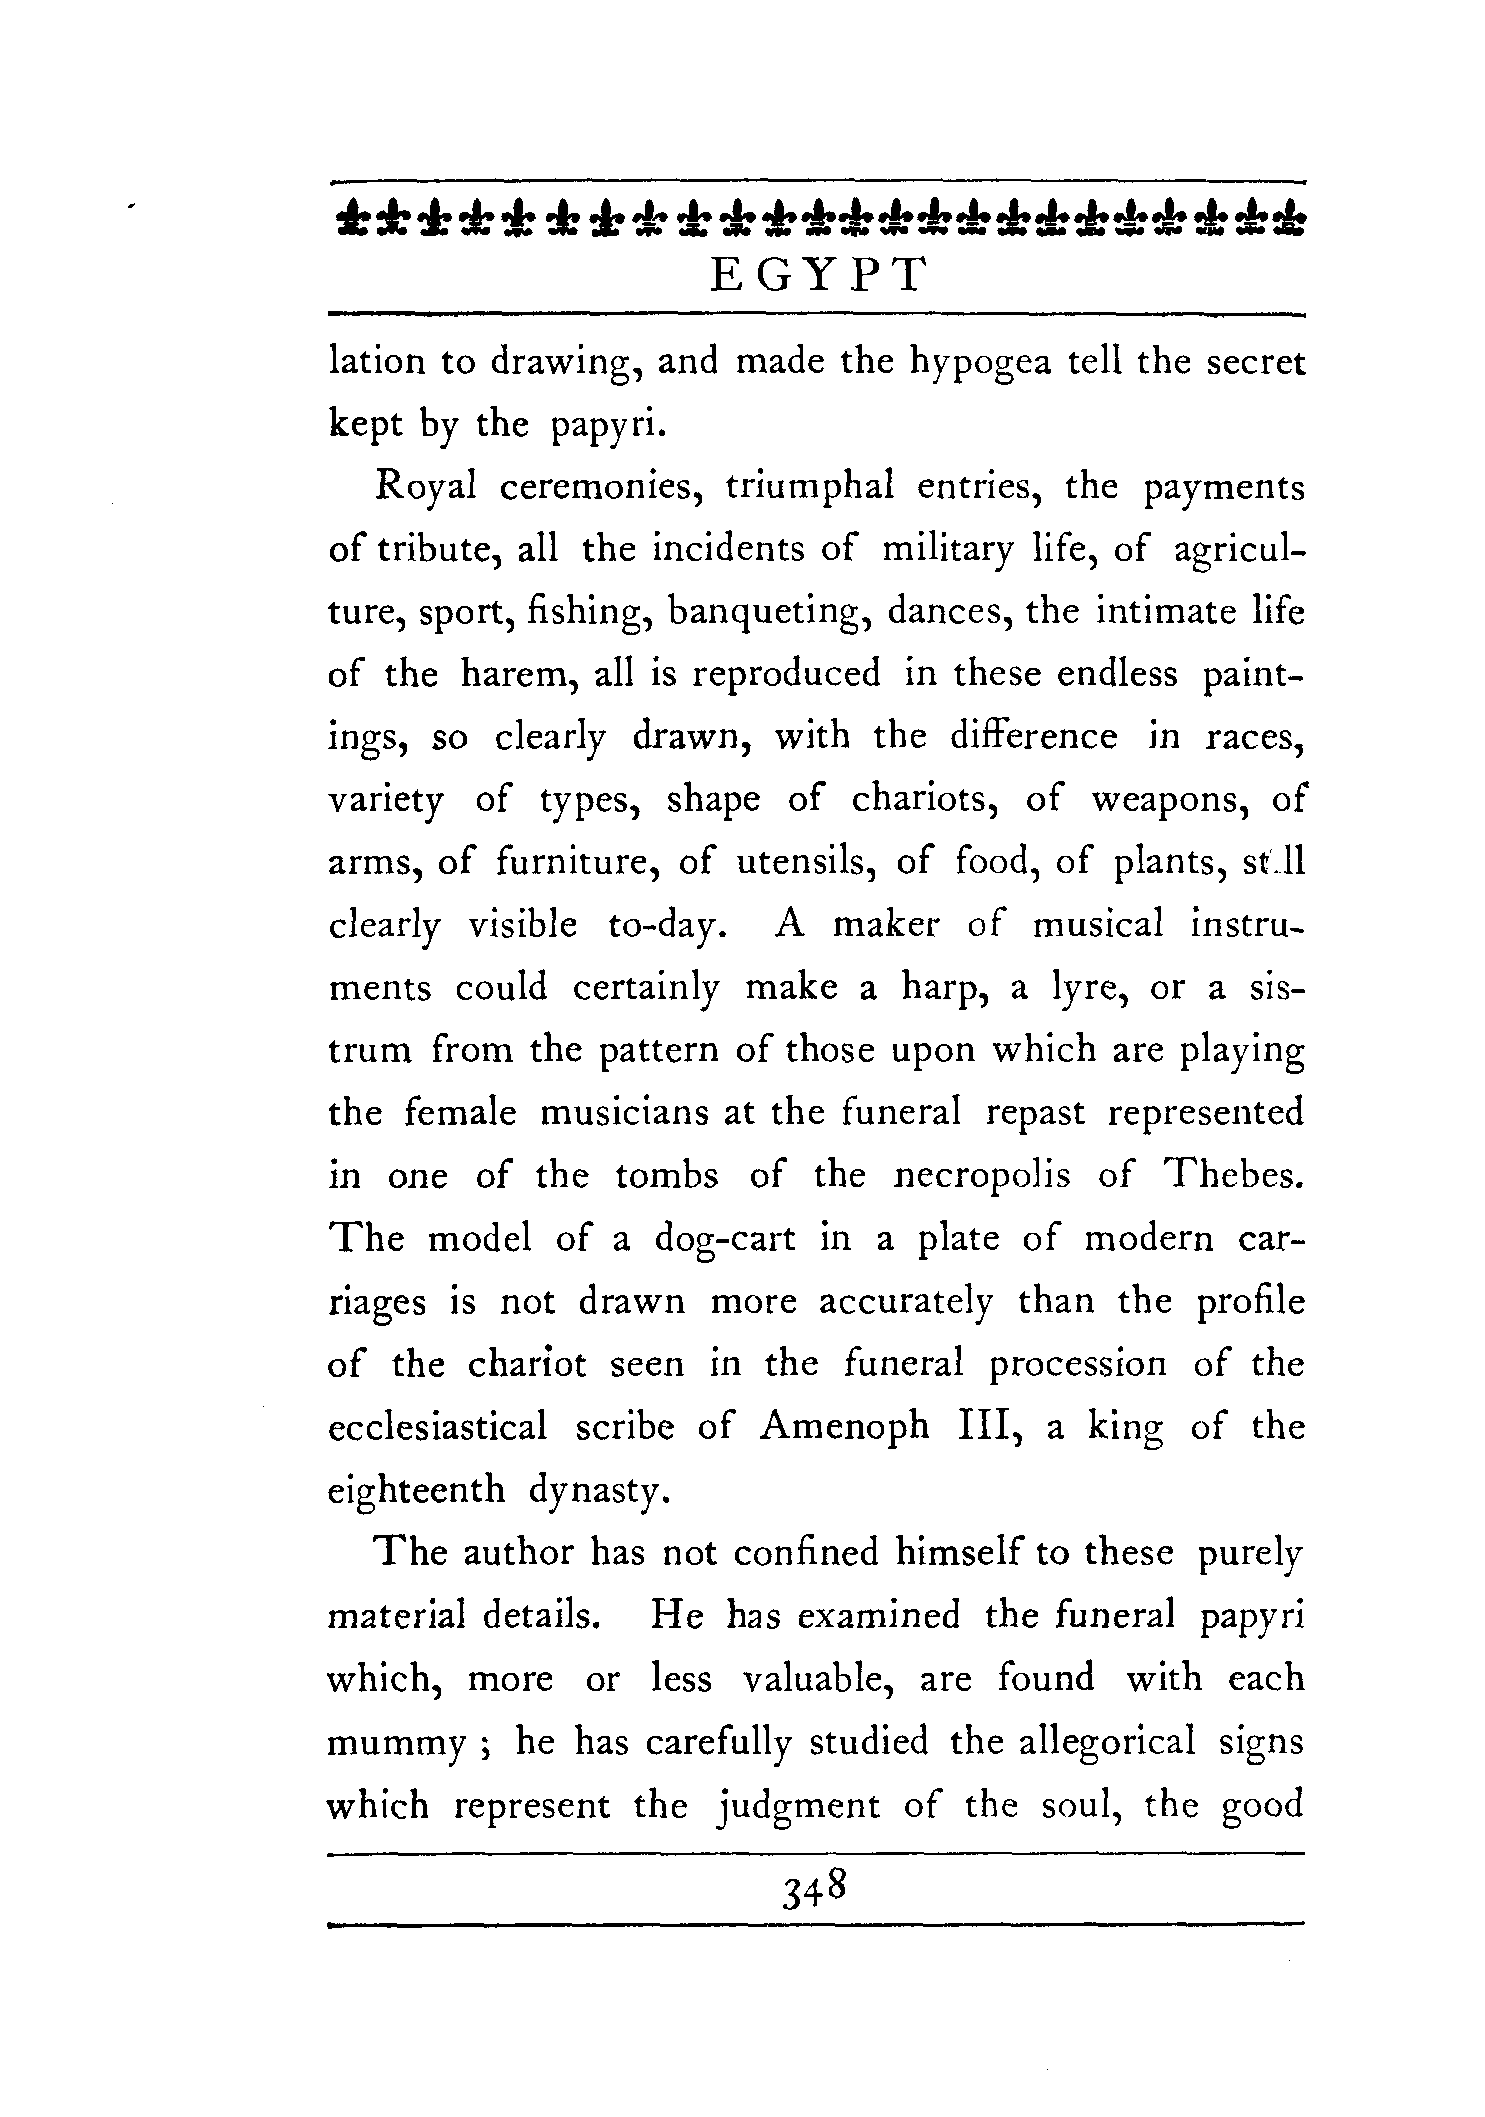 EGYPT
lation to drawing, and made the hypogea tell the secret
kept by the papyri.
Royal ceremonies, triumphal entries, the payments
of tribute, all the incidents of military life, of agricul-
ture, sport, fishing, banqueting, dances, the intimate life
of the harem, all is reproduced in these endless paint-
ings, so clearly drawn, with the difference in races,
variety of types, shape of chariots, of weapons, of
arms, of furniture, of utensils, of food, of plants, still
clearly visible to-day. A maker of musical instru-
ments could certainly make a harp, a lyre, or a sis-
trum from the pattern of those upon which are playing
the female musicians at the funeral repast represented
in one of the tombs of the necropolis of Thebes.
The model of a dog-cart in a plate of modern car-
riages is not drawn more accurately than the profile
of the chariot seen in the funeral procession of the
ecclesiastical scribe of Amenoph III, a king of the
eighteenth dynasty.
The author has not confined himself to these purely
material details. He has examined the funeral papyri
which, more or less valuable, are found with each
mummy ; he has carefully studied the allegorical signs
which represent the judgment of the soul, the good
348